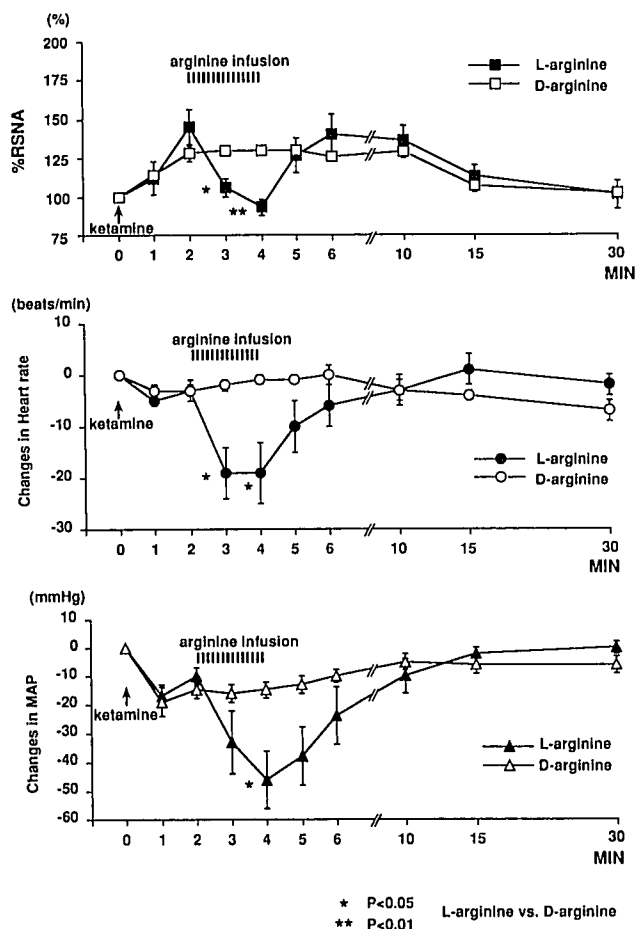 (%)
200
175
150
125
100
75
%RSNA
arginine infusion
L-arginine
D-arginine
*
**
ketamine
0 1 2 3 4 5 6 10 15 30
MIN
(beats/min)
10
0
-10
-20
-30
Changes in Heart rate
arginine infusion
ketamine
*
*
L-arginine
D-arginine
0 1 2 3 4 5 6 10 15 30
MIN
(mmHg)
10
0
-10
-20
-30
-40
-50
-60
Changes in MAP
arginine infusion
ketamine
*
L-arginine
D-arginine
0 1 2 3 4 5 6 10 15 30
MIN
* P<0.05
** P<0.01
L-arginine vs. D-arginine